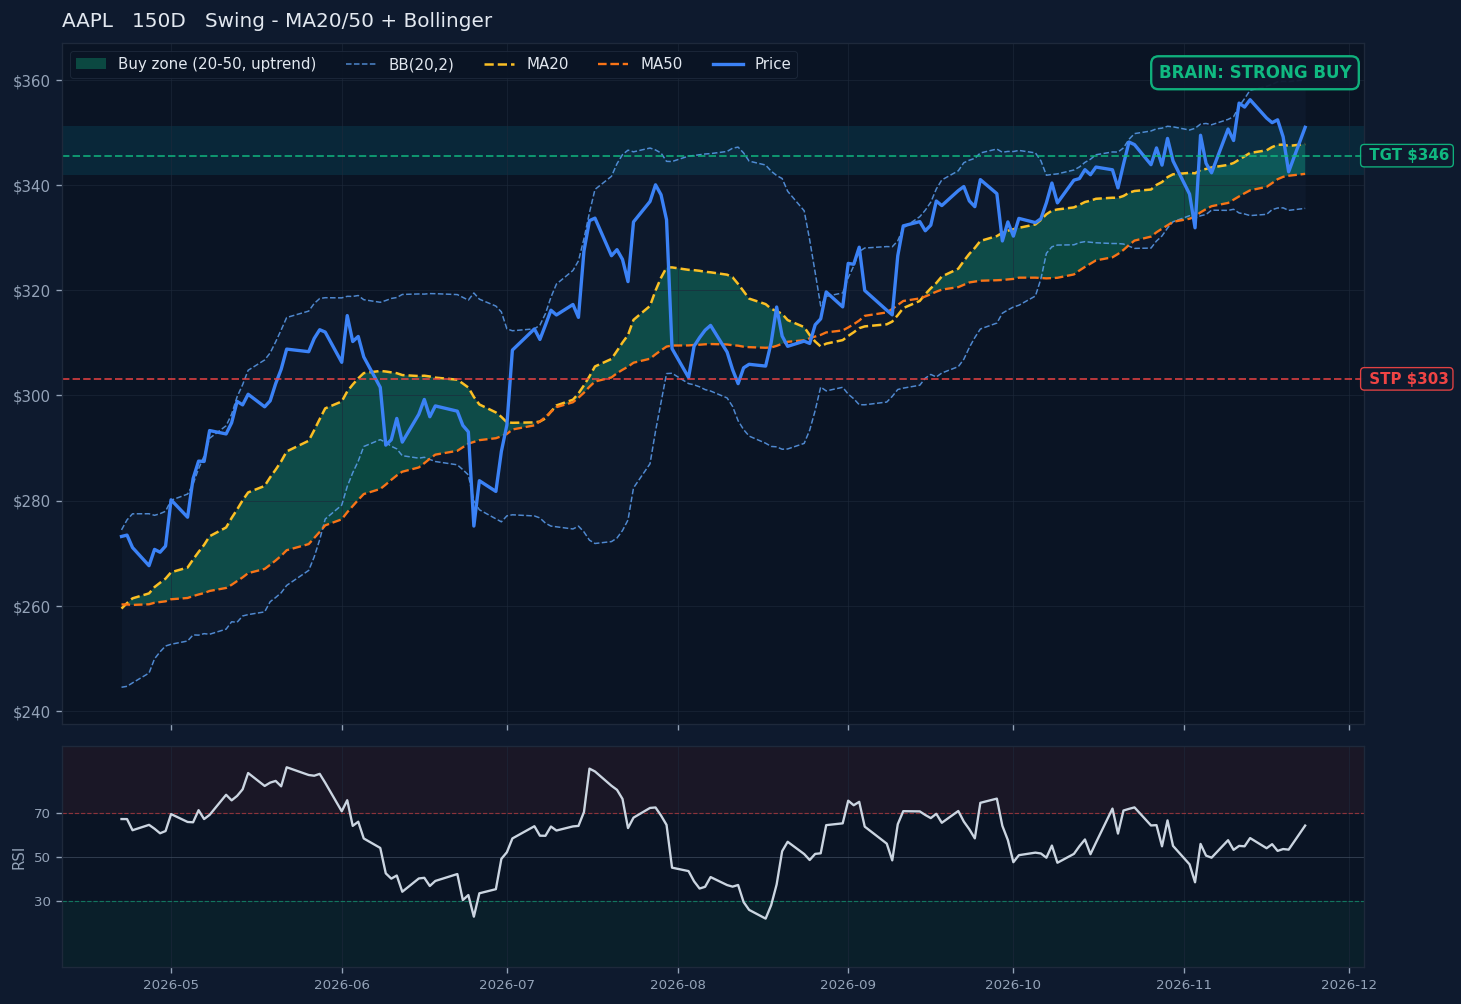 AAPL   150D   Swing - MA20/50 + Bollinger
Buy zone (20-50, uptrend)   BB(20,2)   MA20   MA50   Price
BRAIN: STRONG BUY
$360
TGT $346
$340
$320
STP $303
$300
$280
$260
$240
RSI
70
50
30
2026-05   2026-06   2026-07   2026-08   2026-09   2026-10   2026-11   2026-12